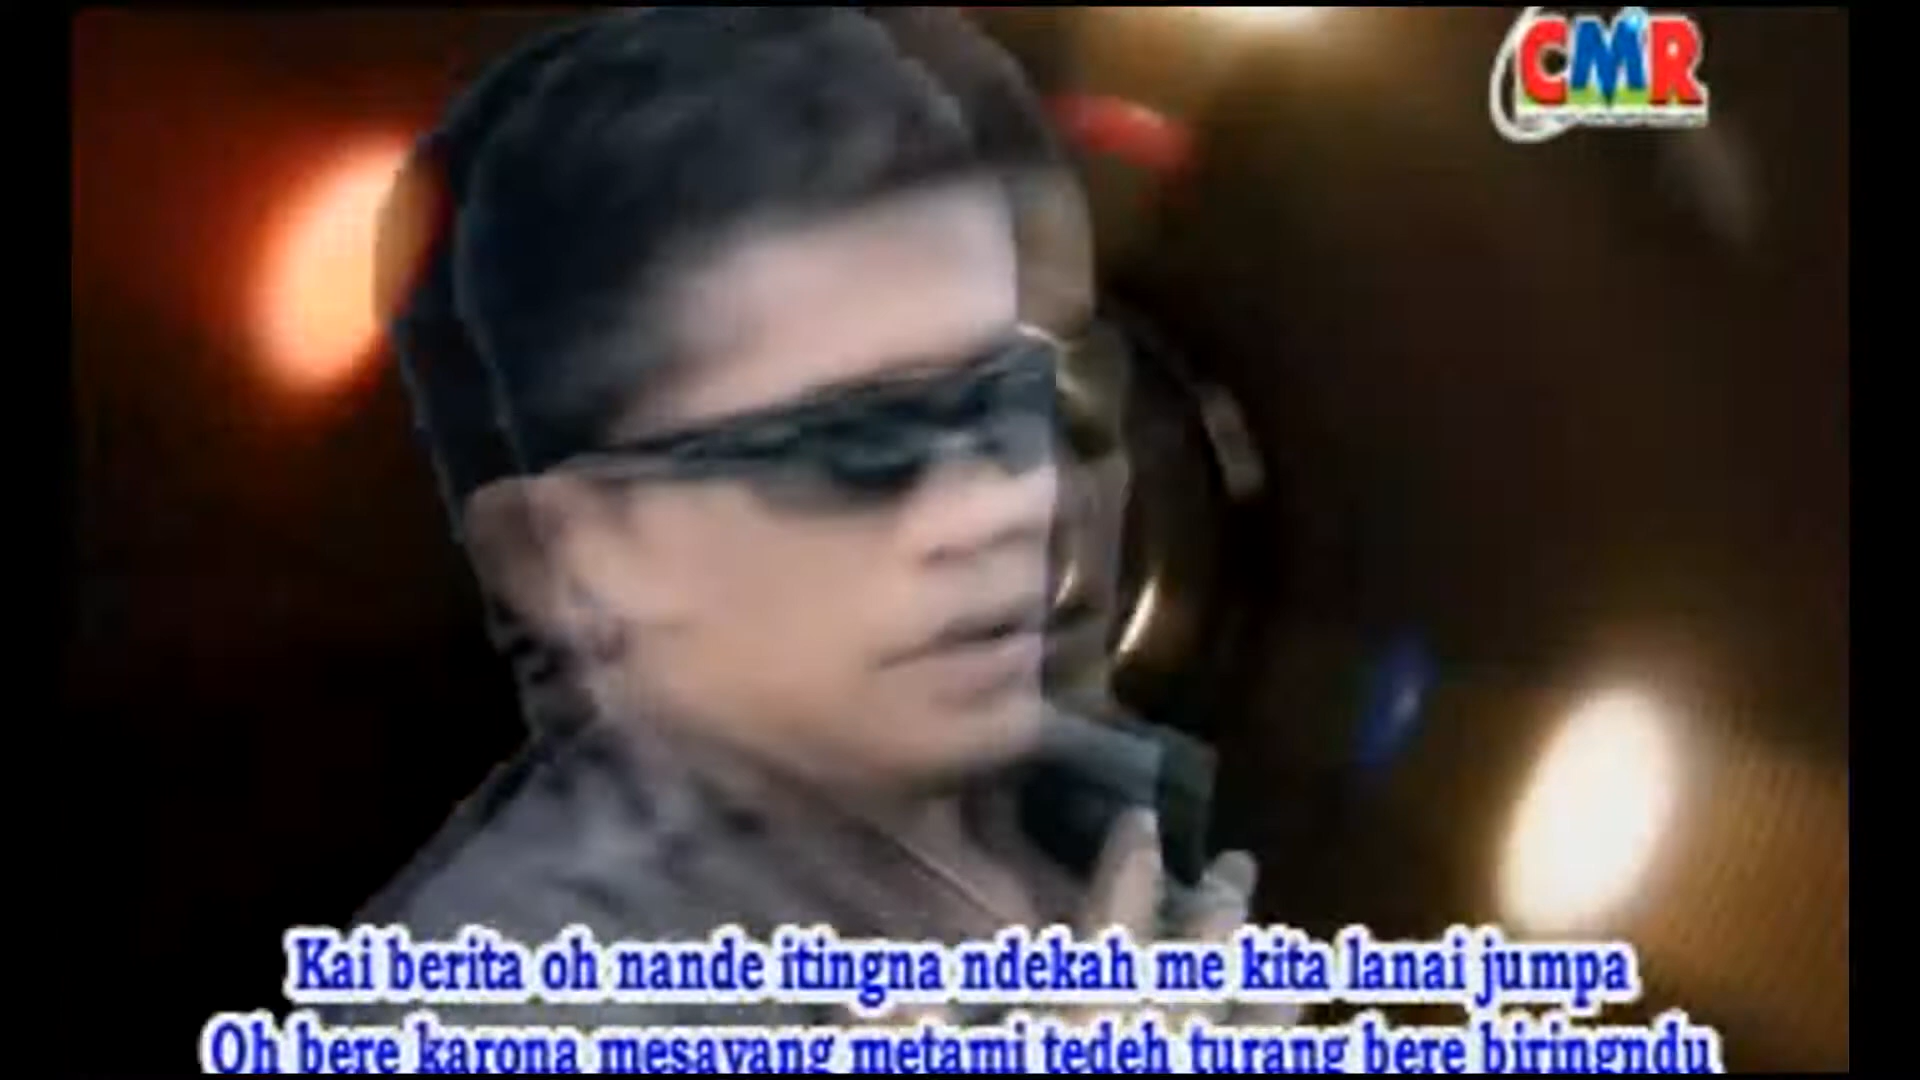 CMR
Kai berita oh nande itingna ndekah me kita lanai jumpa
Oh bere karona mesayang metami tedeh turang bere biringndu